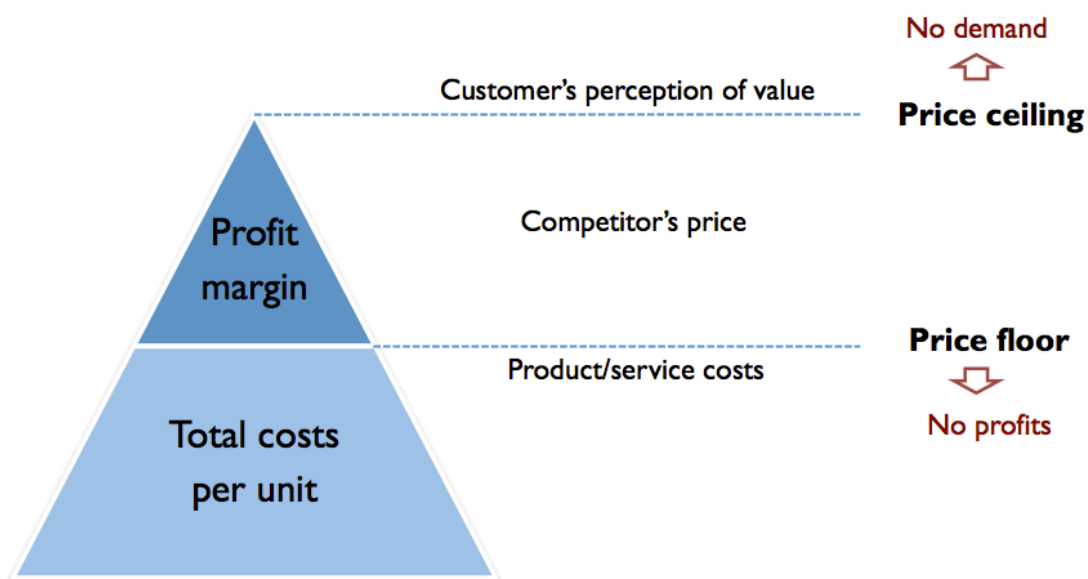 No demand
Customer's perception of value
Price ceiling
Profit
margin
Competitor's price
Price floor
Product/service costs
No profits
Total costs
per unit